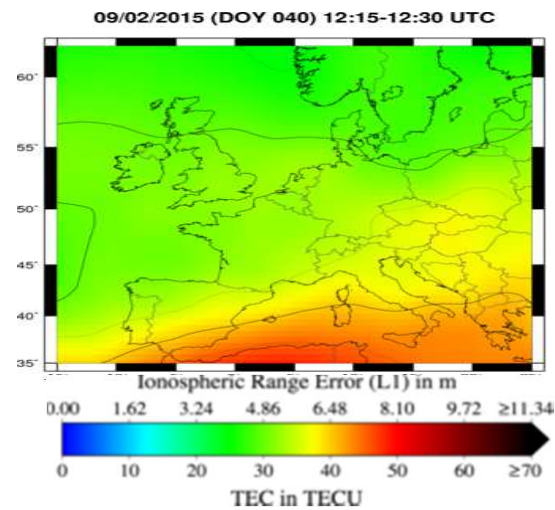 09/02/2015 (DOY 040) 12:15-12:30 UTC
60°
55°
50°
45°
40°
35°
Ionospheric Range Error (L1) in m
0.00 1.62 3.24 4.86 6.48 8.10 9.72 ≥11.34
0 10 20 30 40 50 60 ≥70
TEC in TECU